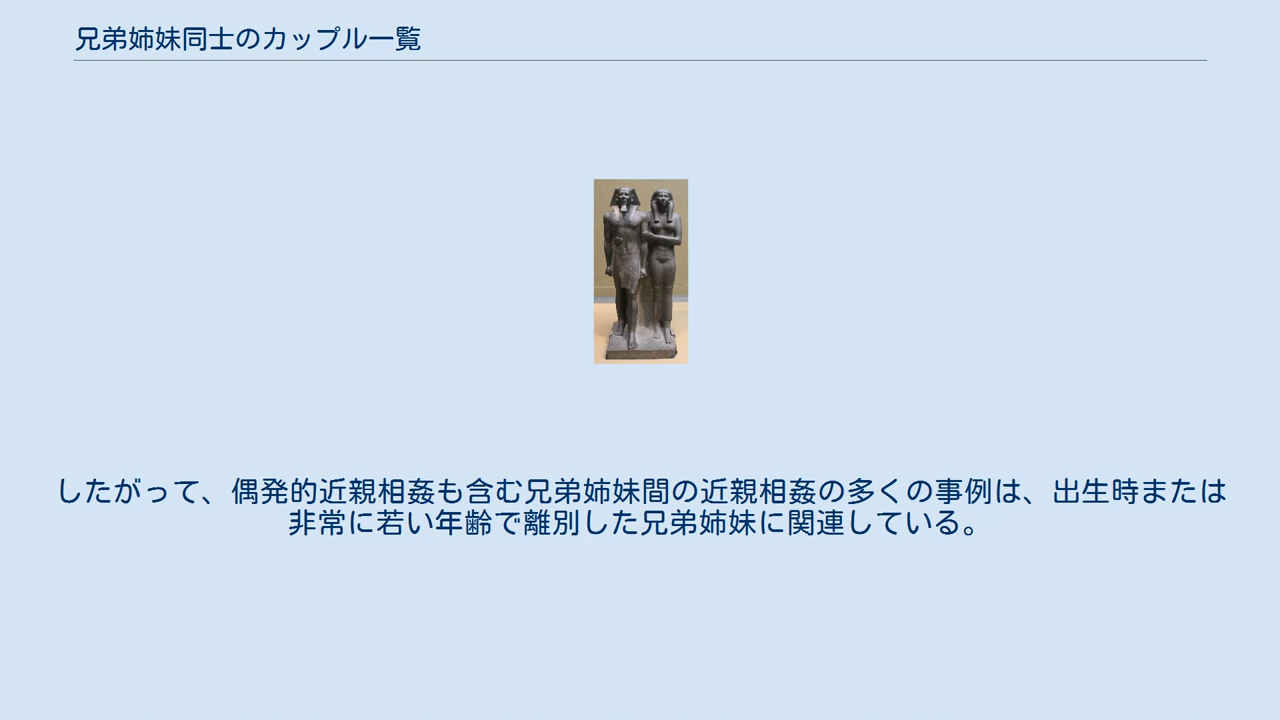 兄弟姉妹同士のカップル一覧
したがって、偶発的近親相姦も含む兄弟姉妹間の近親相姦の多くの事例は、出生時または
非常に若い年齢で離別した兄弟姉妹に関連している。